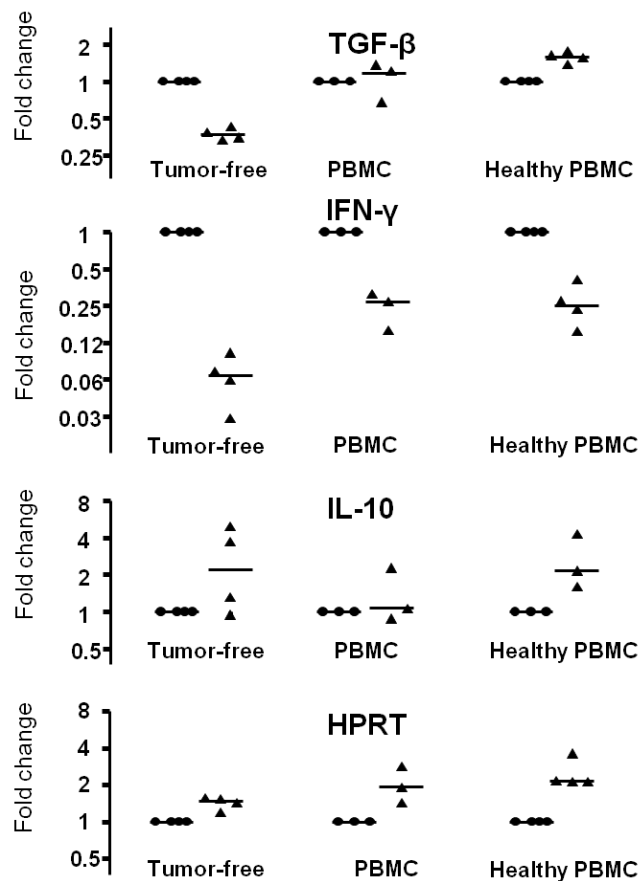 TGF-β
Fold change
2
1
0.5
0.25
Tumor-free PBMC Healthy PBMC
IFN-γ
Fold change
1
0.5
0.25
0.12
0.06
0.03
Tumor-free PBMC Healthy PBMC
IL-10
Fold change
8
4
2
1
0.5
Tumor-free PBMC Healthy PBMC
HPRT
Fold change
8
4
2
1
0.5
Tumor-free PBMC Healthy PBMC